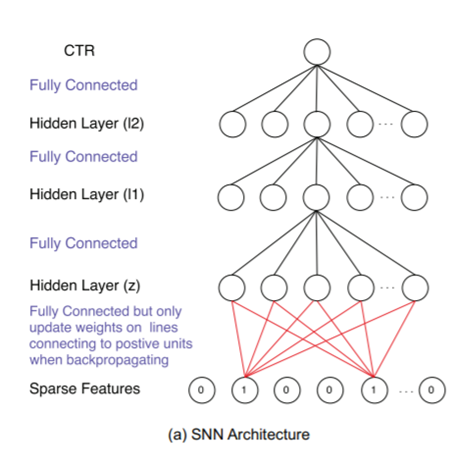 CTR
Fully Connected
Hidden Layer (l2)
...
Fully Connected
Hidden Layer (l1)
...
Fully Connected
Hidden Layer (z)
...
Fully Connected but only
update weights on lines
connecting to postive units
when backpropagating
Sparse Features 0 1 0 0 1 ... 0
(a) SNN Architecture